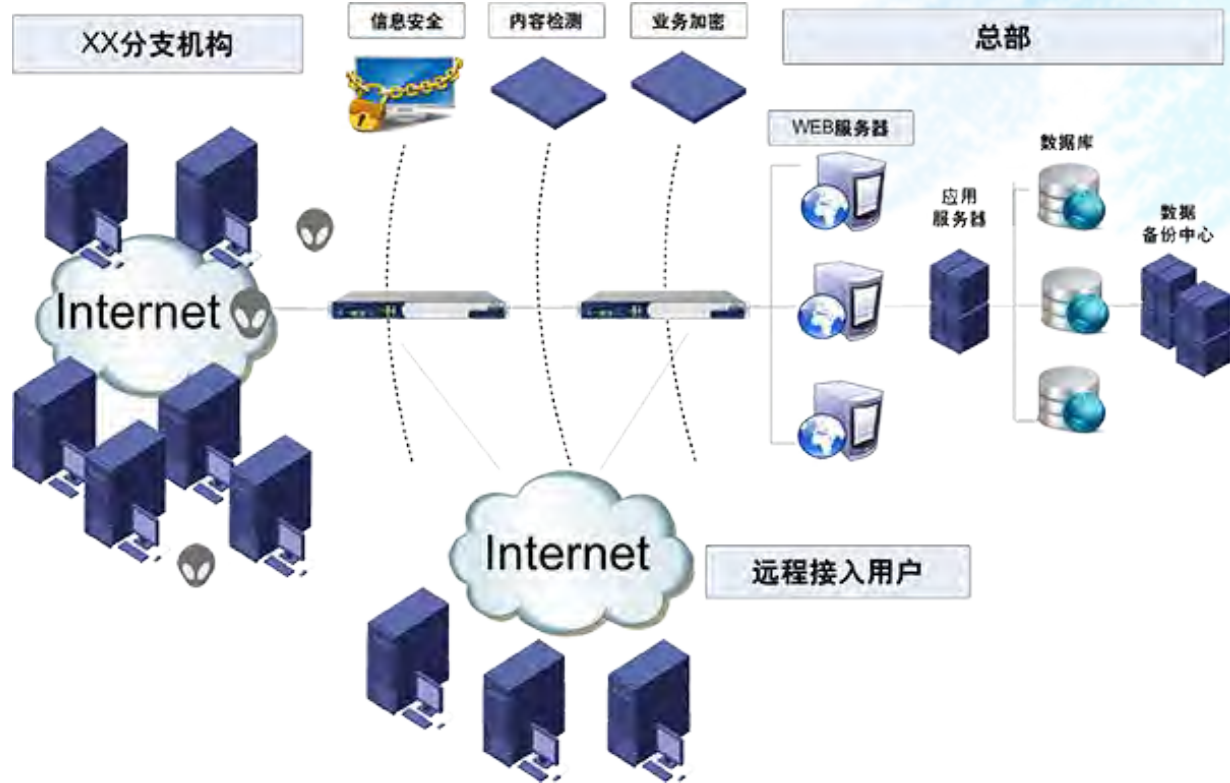 XX分支机构
信息安全
内容检测
业务加密
总部
WEB服务器
数据库
应用
服务器
数据
备份中心
Internet
Internet
远程接入用户